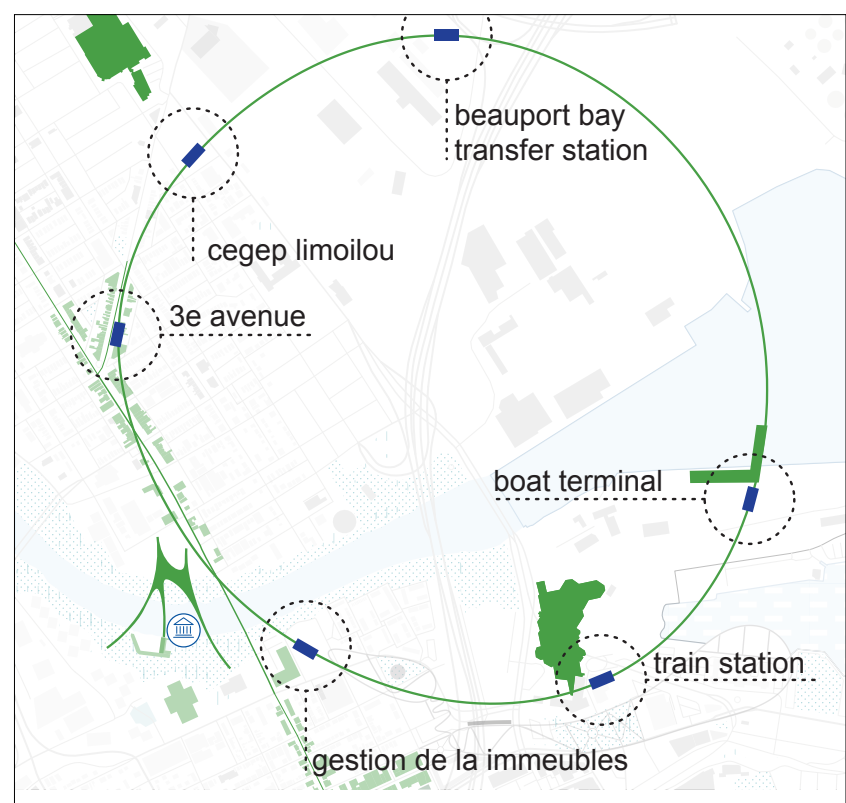 beauport bay
transfer station
cegep limoilou
3e avenue
boat terminal
train station
gestion de la immeubles